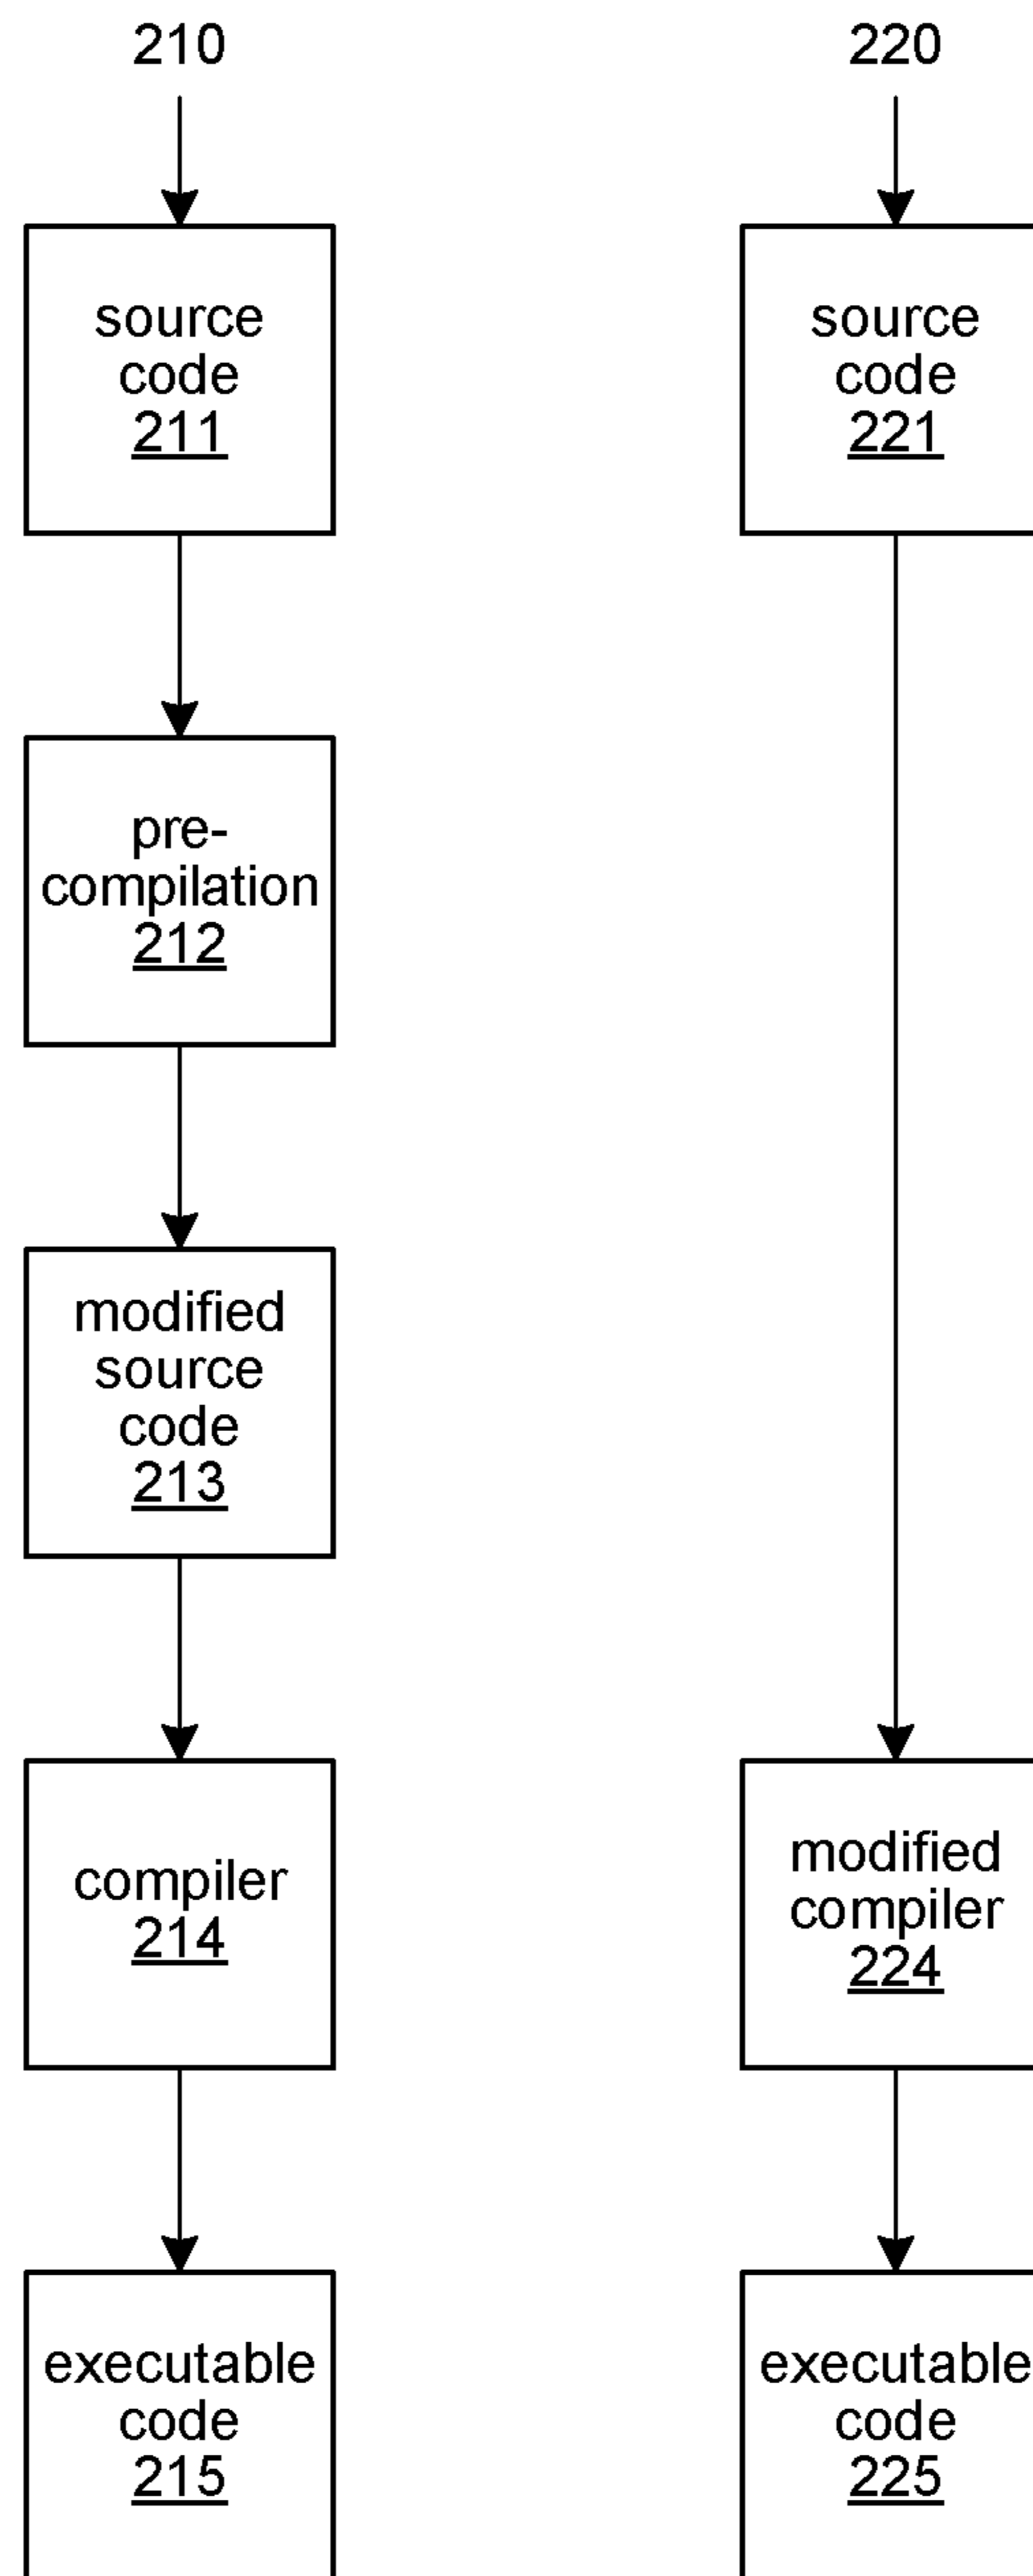 210
source
code
211
pre-
compilation
212
modified
source
code
213
compiler
214
executable
code
215
220
source
code
221
modified
compiler
224
executable
code
225